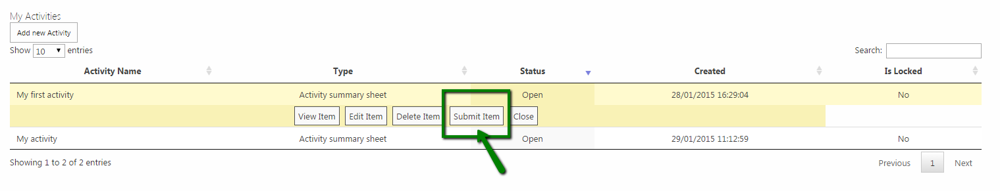 My Activities
Add new Activity
Show 10 entries Search:
Activity Name Type Status Created Is Locked
My first activity Activity summary sheet Open 28/01/2015 16:29:04 No
View Item Edit Item Delete Item Submit Item Close
My activity Activity summary sheet Open 29/01/2015 11:12:59 No
Showing 1 to 2 of 2 entries Previous 1 Next